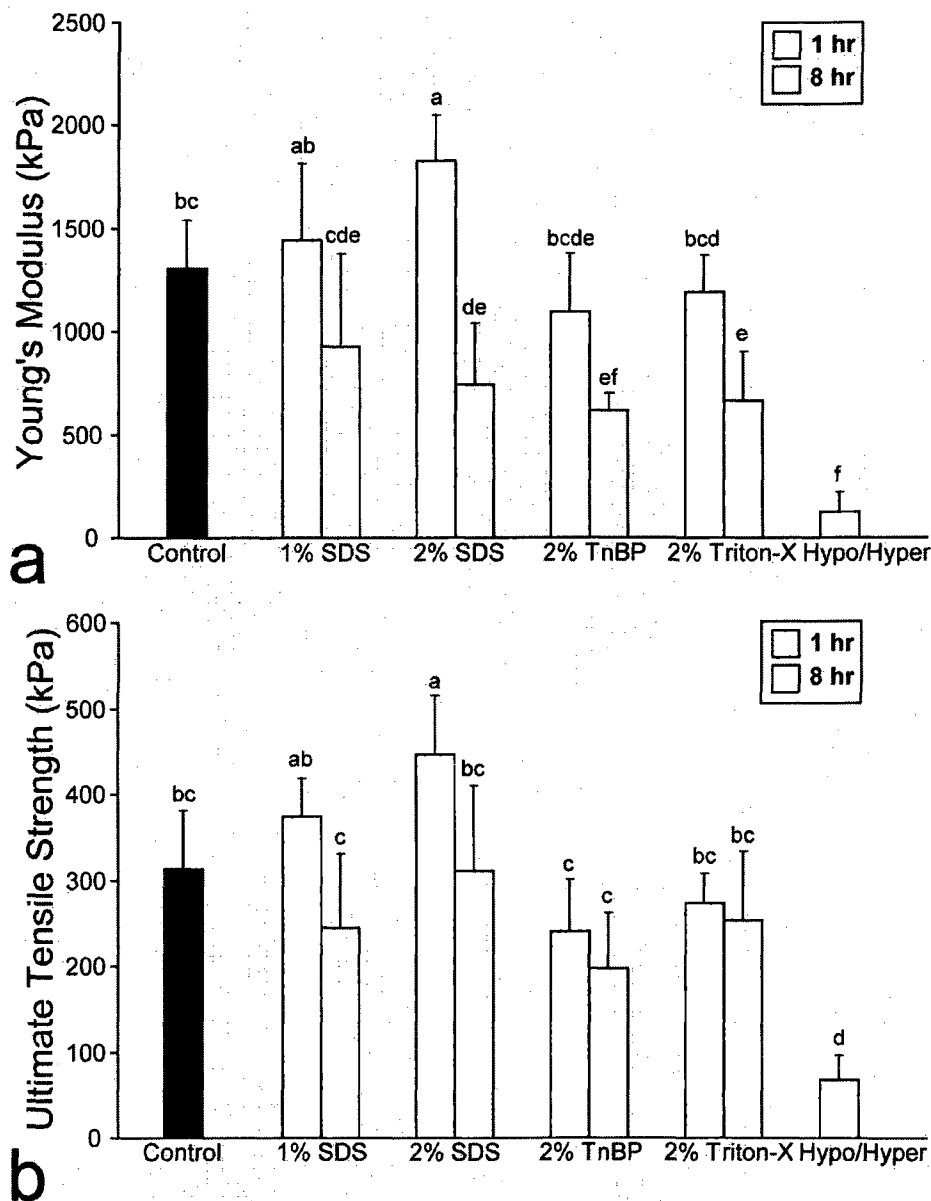 2500
2000
1500
1000
500
0
Young's Modulus (kPa)
1 hr
8 hr
bc
ab
cde
a
de
bcde
ef
bcd
e
f
Control 1% SDS 2% SDS 2% TnBP 2% Triton-X Hypo/Hyper
a
600
500
400
300
200
100
0
Ultimate Tensile Strength (kPa)
1 hr
8 hr
bc
ab
c
a
bc
c
c
bc
bc
d
Control 1% SDS 2% SDS 2% TnBP 2% Triton-X Hypo/Hyper
b